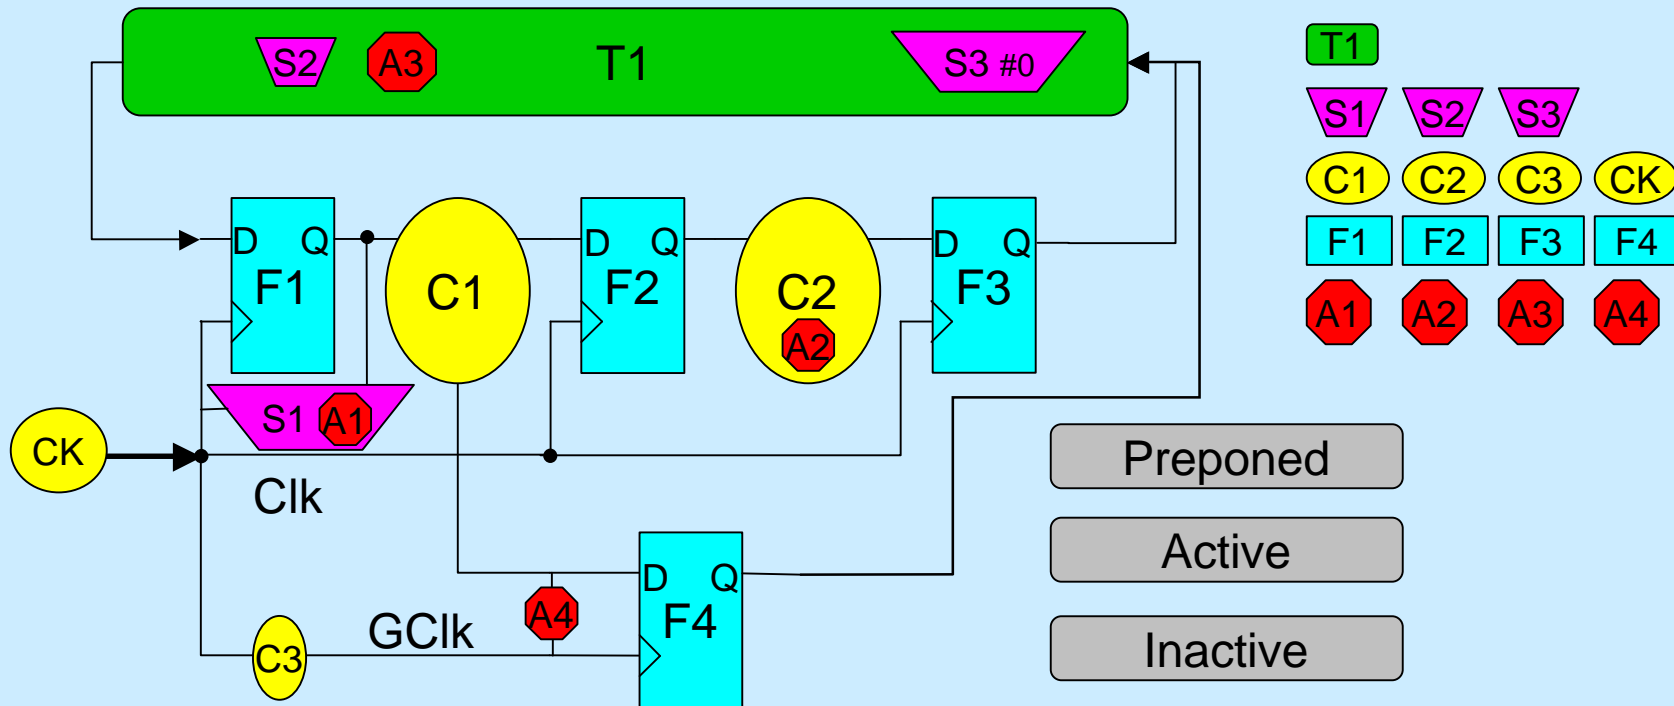 S2 A3 T1 S3 #0
T1
S1 S2 S3
C1 C2 C3 CK
F1 F2 F3 F4
A1 A2 A3 A4
D Q
F1
C1
D Q
F2
C2
A2
D Q
F3
S1 A1
CK
Clk
Preponed
Active
Inactive
D Q
F4
A4
GClk
C3